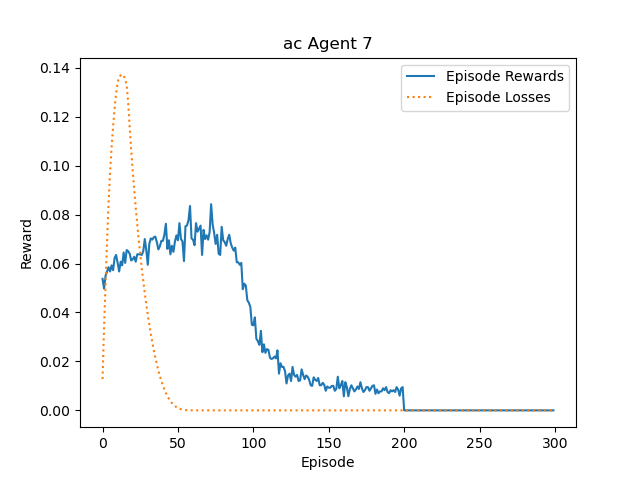 ac Agent 7
Episode Rewards
Episode Losses
Reward
0.14
0.12
0.10
0.08
0.06
0.04
0.02
0.00
0 50 100 150 200 250 300
Episode